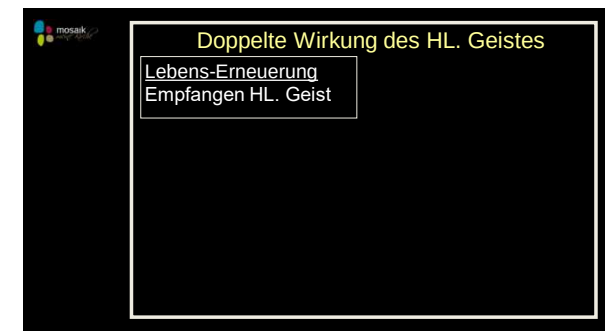 mosaik
Doppelte Wirkung des HL. Geistes
Lebens-Erneuerung
Empfangen HL. Geist